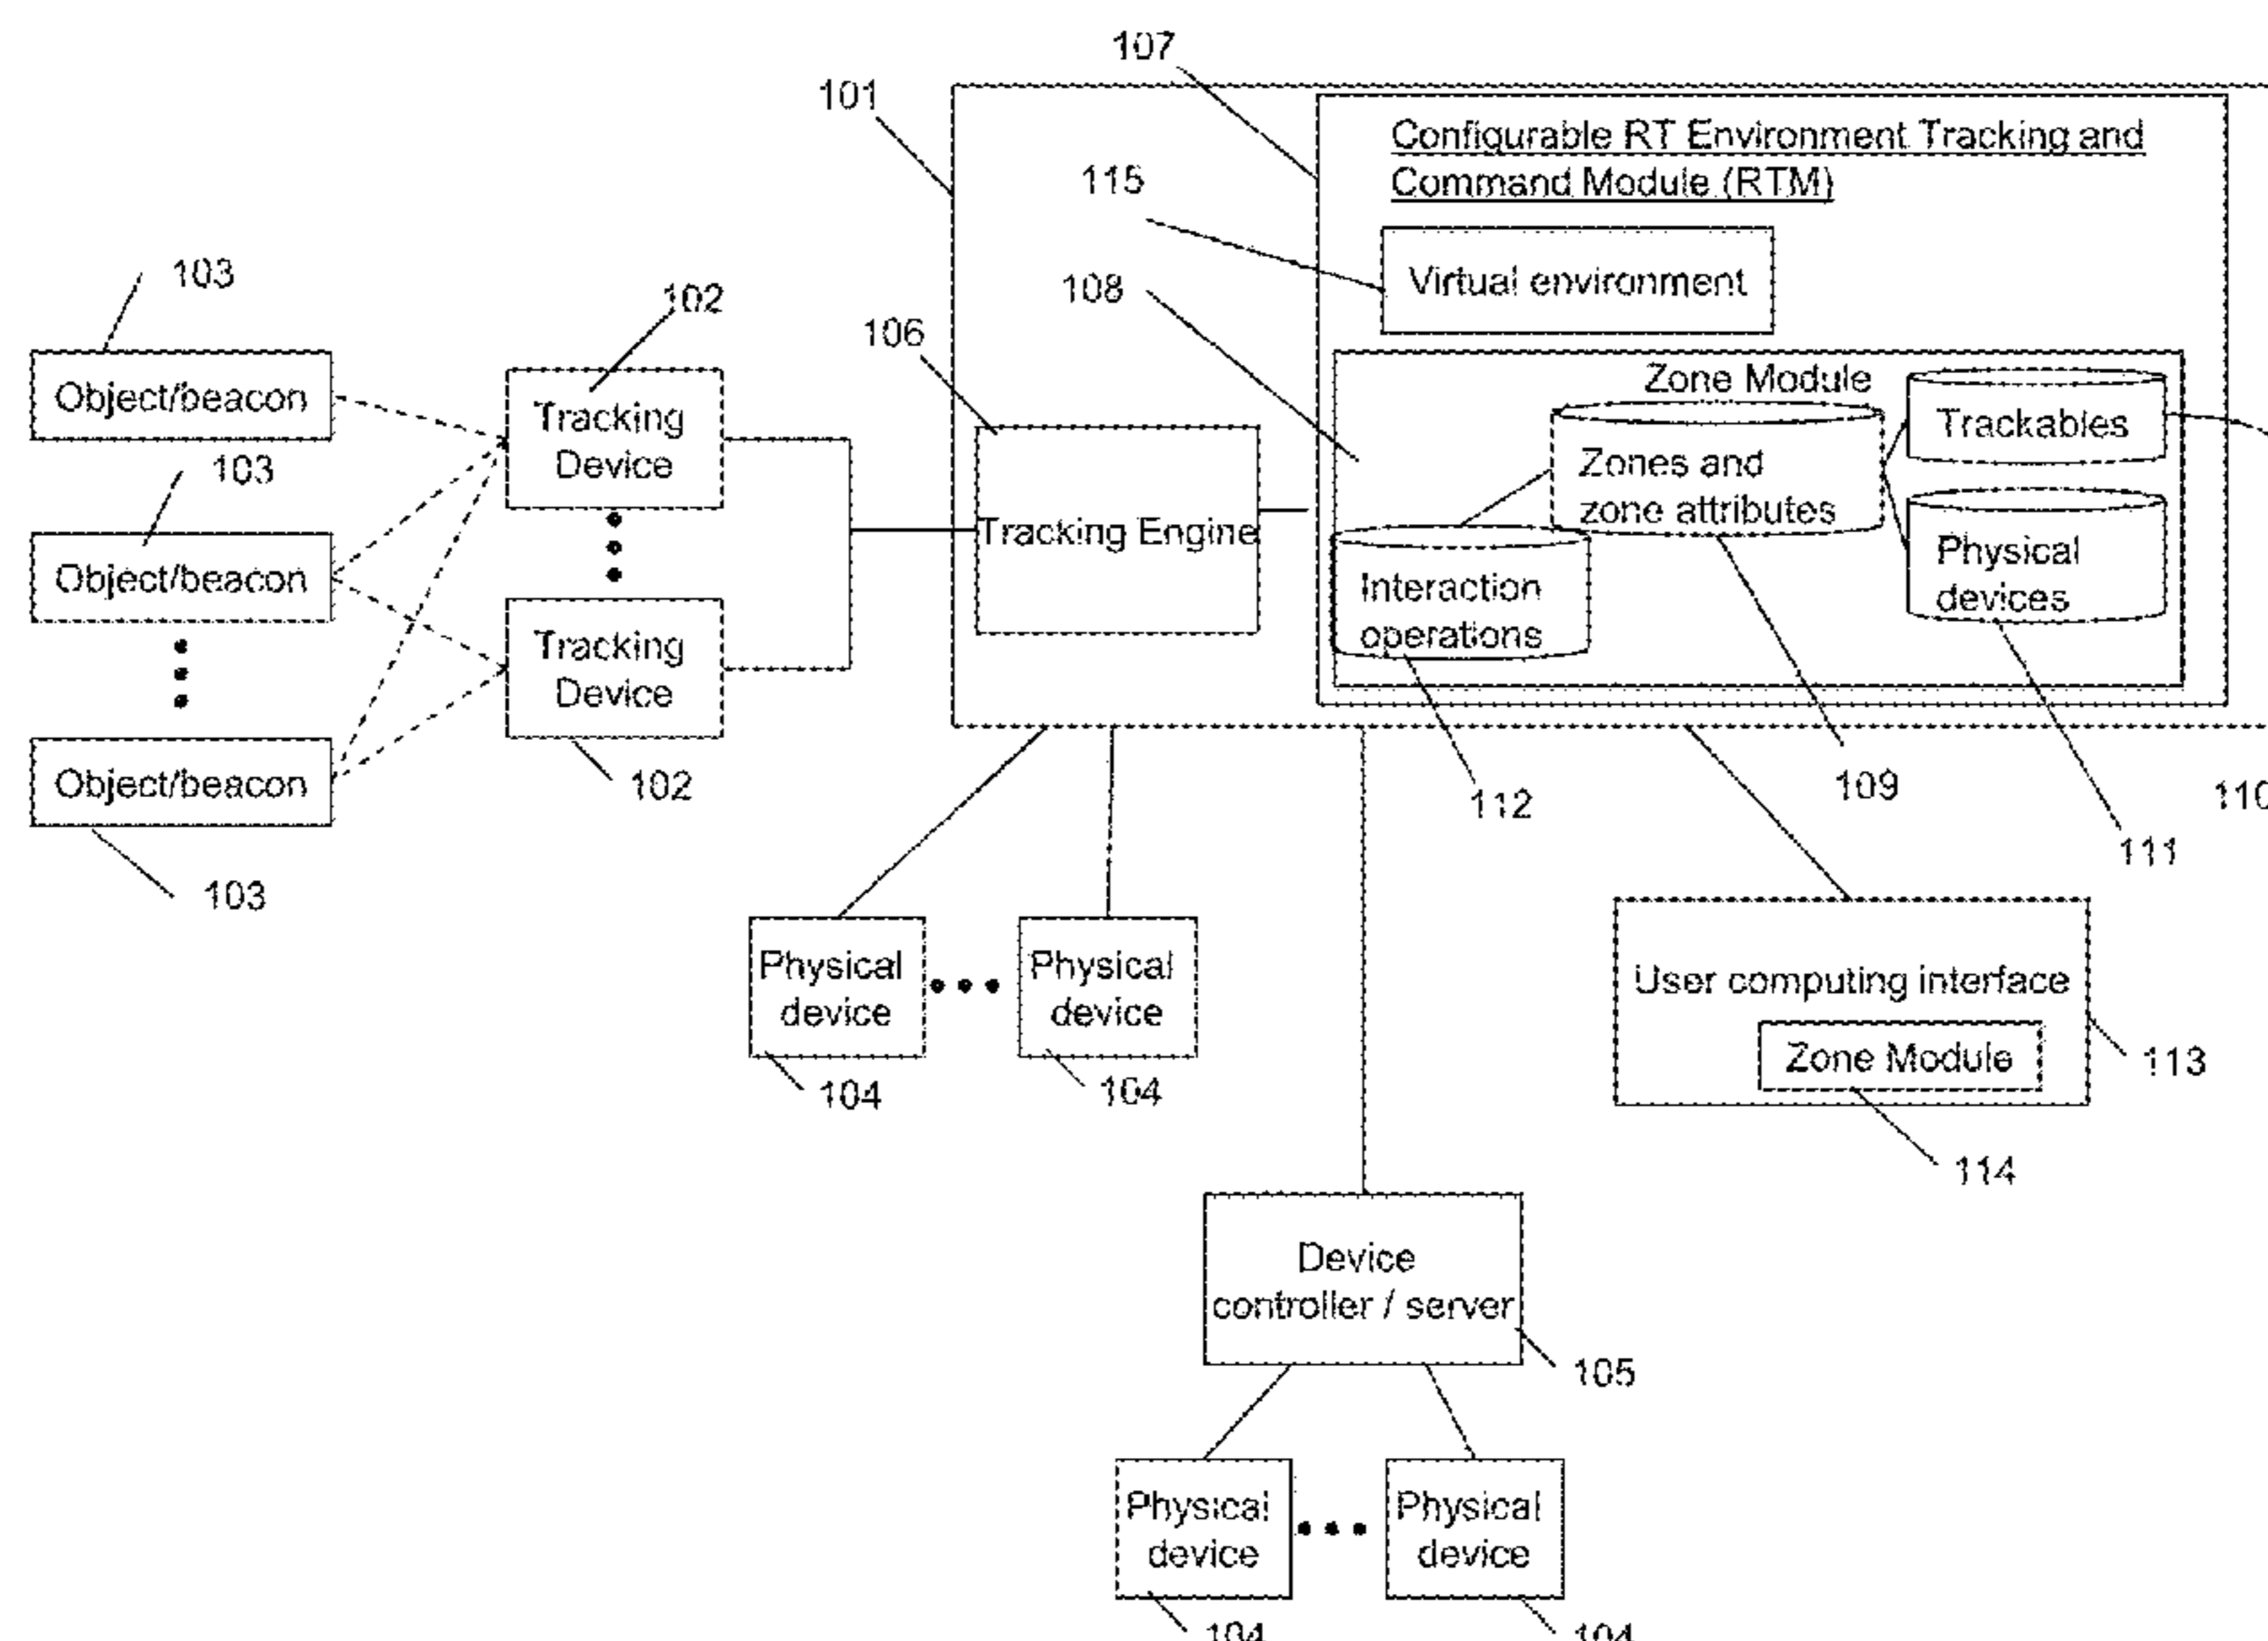 107
101
Configurable RT Environment Tracking and
Command Module (RTM)
115
Virtual environment
108
103
102
106
Object/beacon
Tracking
Device
Zone Module
Trackables
Zones and
zone attributes
103
Object/beacon
Tracking Engine
Physical
devices
Interaction
operations
Tracking
Device
Object/beacon
102
103
112
109
110
111
Physical
device
Physical
device
104
104
User computing interface
Zone Module
113
114
Device
controller / server
105
Physical
device
Physical
device
104
104